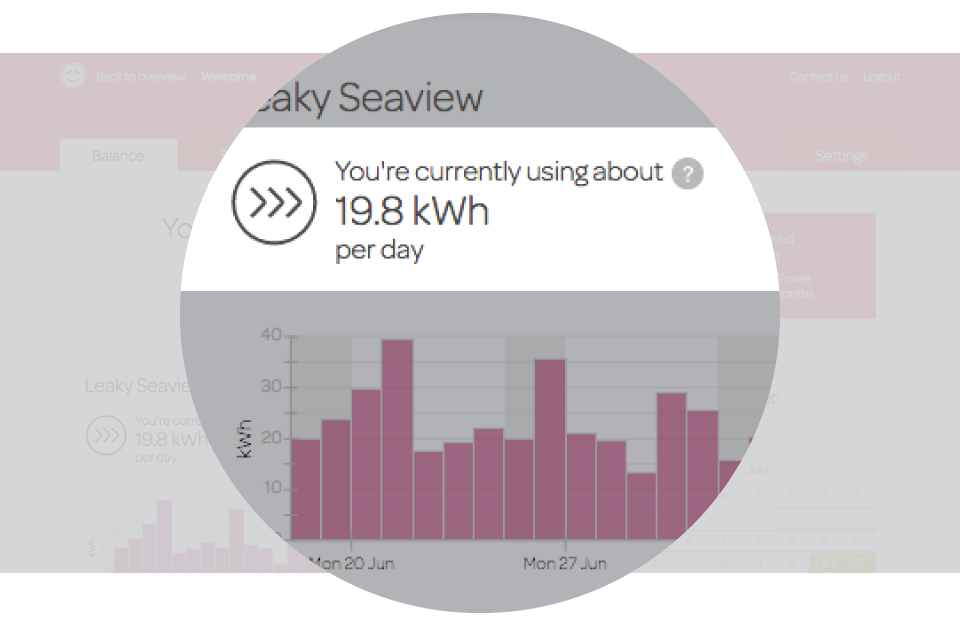 Back to overview
Welcome
Contact us
Logout
eaky Seaview
Balance
Settings
You're currently using about ?
19.8 kWh
per day
Yo
40
30
20
10
kWh
Mon 20 Jun
Mon 27 Jun
Leaky Seavie
You're curre
19.8 kWh
per day
kWh
July